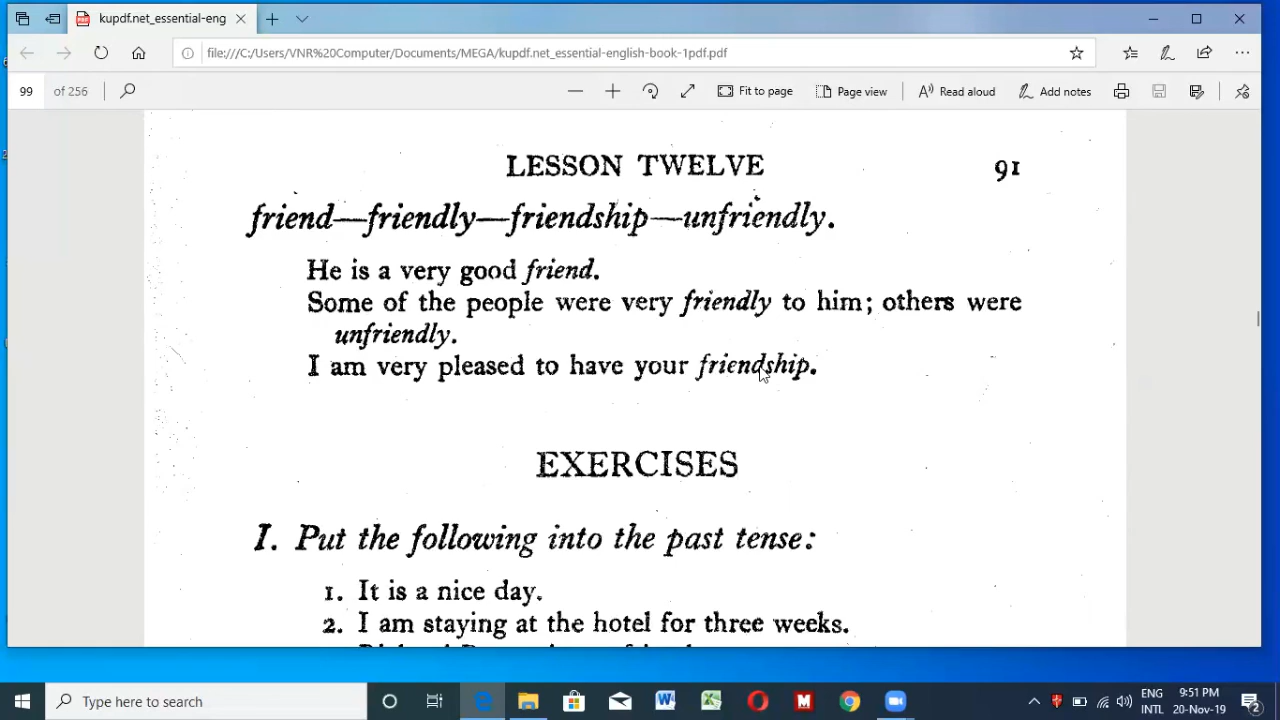 kupdf.net_essential-eng
file:///C:/Users/VNR%20Computer/Documents/MEGA/kupdf.net_essential-english-book-1pdf.pdf
99 of 256 Fit to page Page view Read aloud Add notes
LESSON TWELVE 91
friend—friendly—friendship—unfriendly.
He is a very good friend.
Some of the people were very friendly to him; others were
unfriendly.
I am very pleased to have your friendship.
EXERCISES
I. Put the following into the past tense:
1. It is a nice day.
2. I am staying at the hotel for three weeks.
Type here to search
ENG 9:51 PM
INTL 20-Nov-19